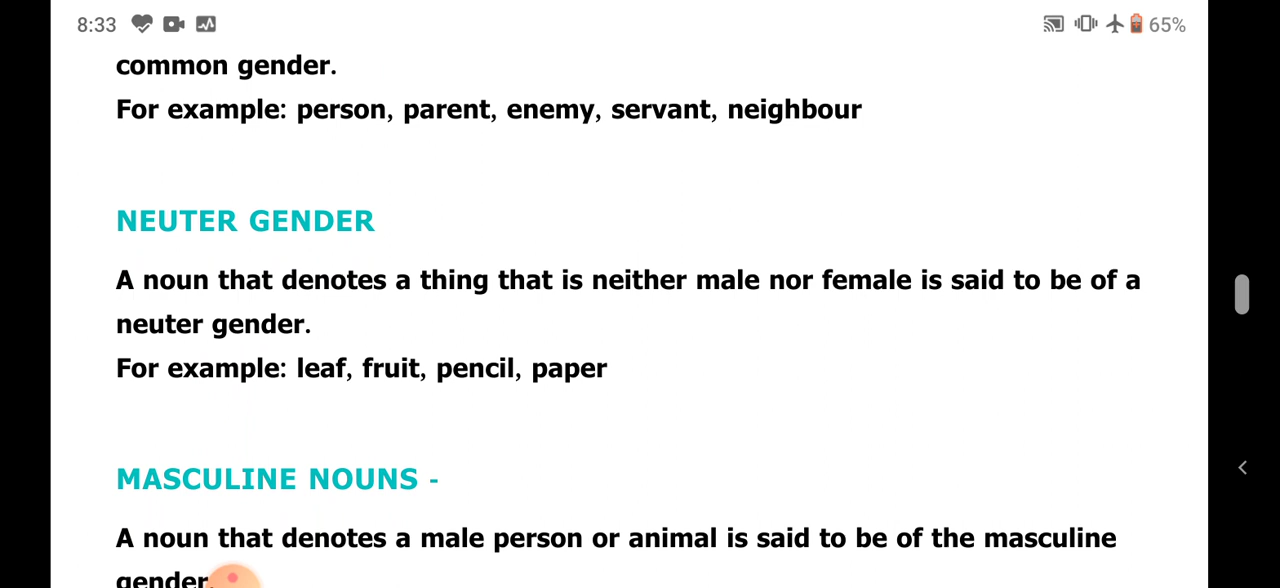 8:33
65%
common gender.
For example: person, parent, enemy, servant, neighbour
NEUTER GENDER
A noun that denotes a thing that is neither male nor female is said to be of a
neuter gender.
For example: leaf, fruit, pencil, paper
MASCULINE NOUNS -
A noun that denotes a male person or animal is said to be of the masculine
gender.